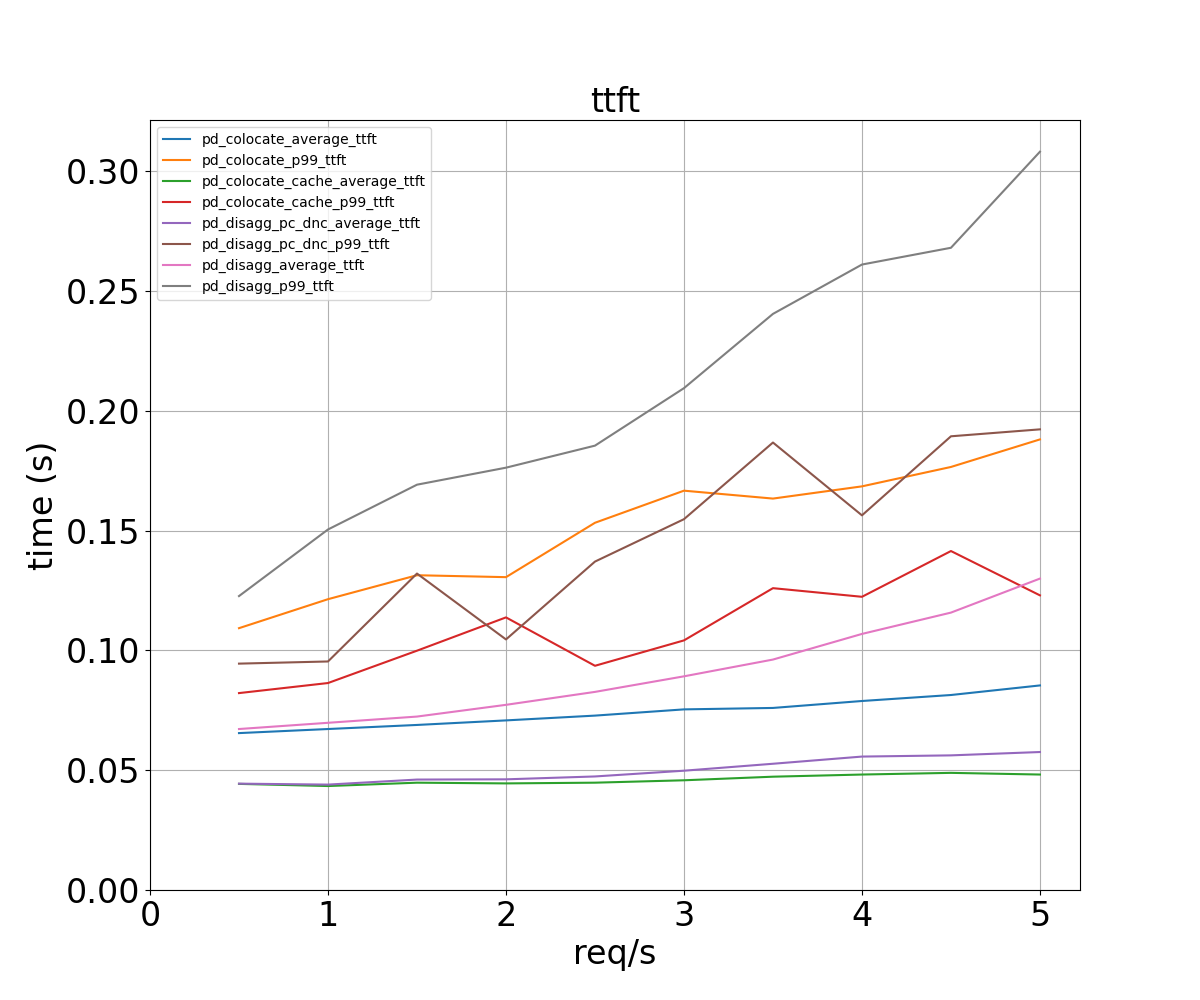 ttft
pd_colocate_average_ttft
pd_colocate_p99_ttft
pd_colocate_cache_average_ttft
pd_colocate_cache_p99_ttft
pd_disagg_pc_dnc_average_ttft
pd_disagg_pc_dnc_p99_ttft
pd_disagg_average_ttft
pd_disagg_p99_ttft
0.30
0.25
0.20
0.15
0.10
0.05
0.00
time (s)
0 1 2 3 4 5
req/s